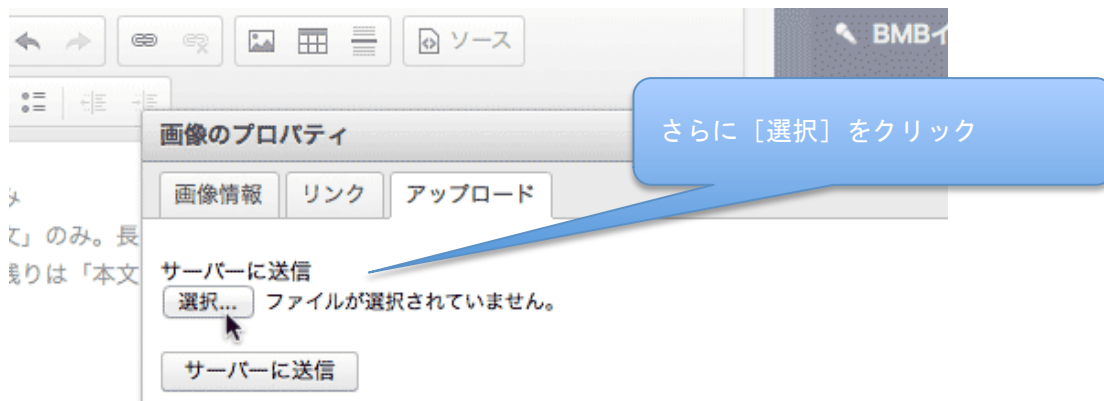 ソース
BMBイ
さらに［選択］をクリック
画像のプロパティ
画像情報 リンク アップロード
み
文」のみ。長
残りは「本文
サーバーに送信
選択... ファイルが選択されていません。
サーバーに送信